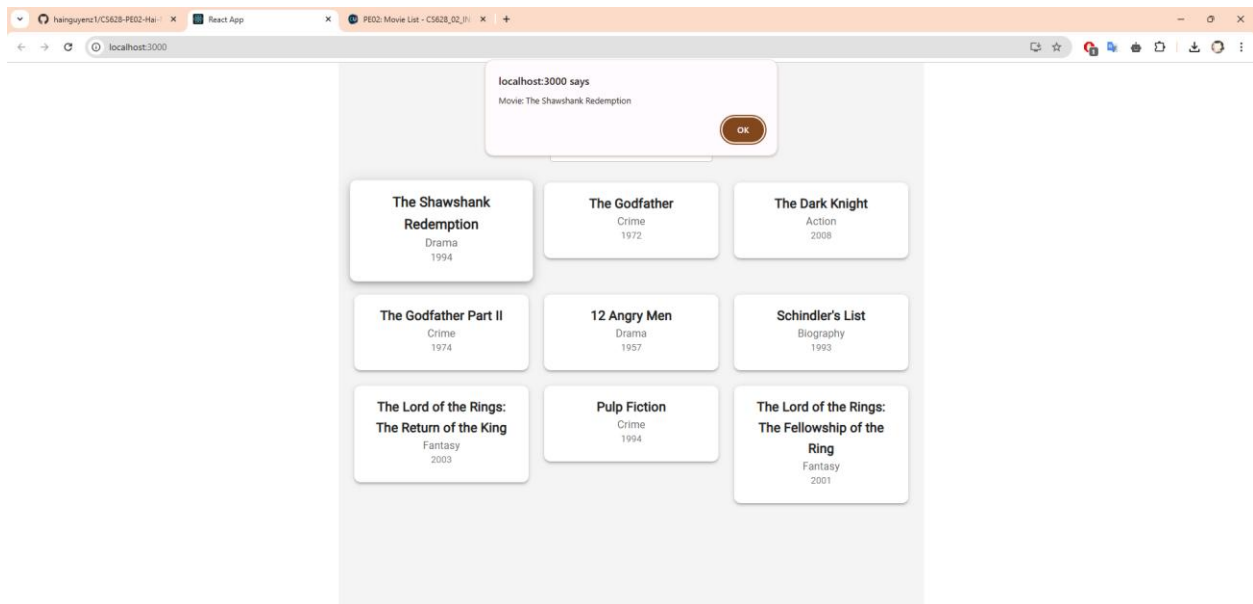 hainguyenz1/CS628-PE02-Hai-
React App
PE02: Movie List - CS628_02_IN
localhost:3000
localhost:3000 says
Movie: The Shawshank Redemption
OK
The Shawshank
Redemption
Drama
1994
The Godfather
Crime
1972
The Dark Knight
Action
2008
The Godfather Part II
Crime
1974
12 Angry Men
Drama
1957
Schindler's List
Biography
1993
The Lord of the Rings:
The Return of the King
Fantasy
2003
Pulp Fiction
Crime
1994
The Lord of the Rings:
The Fellowship of the
Ring
Fantasy
2001